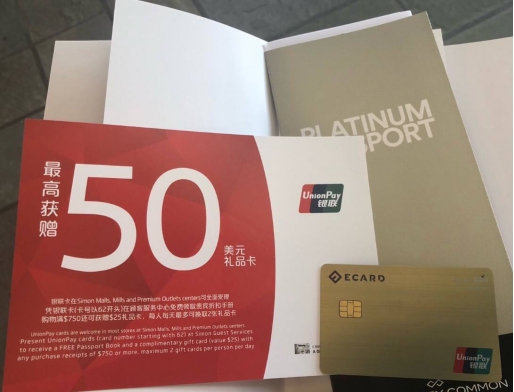 PLATINUM
SPORT
最高获赠
50
美元
礼品卡
UnionPay
银联
银联卡在Simon Malls, Mills and Premium Outlets centers可全面受理
凭银联卡(卡号以62开头)在顾客服务中心免费领取贵宾折扣手册
购物满$750还可获赠$25礼品卡，每人每天最多可换取2张礼品卡
UnionPay cards are welcome in most stores at Simon Malls, Mills and Premium Outlets centers
Present UnionPay cards (card number starting with 62) at Simon Guest Services
to receive a FREE Passport Book and a complimentary gift card (value $25) with
any purchase receipts of $750 or more, maximum 2 gift cards per person per day
ECARD
UnionPay
银联
COMMON